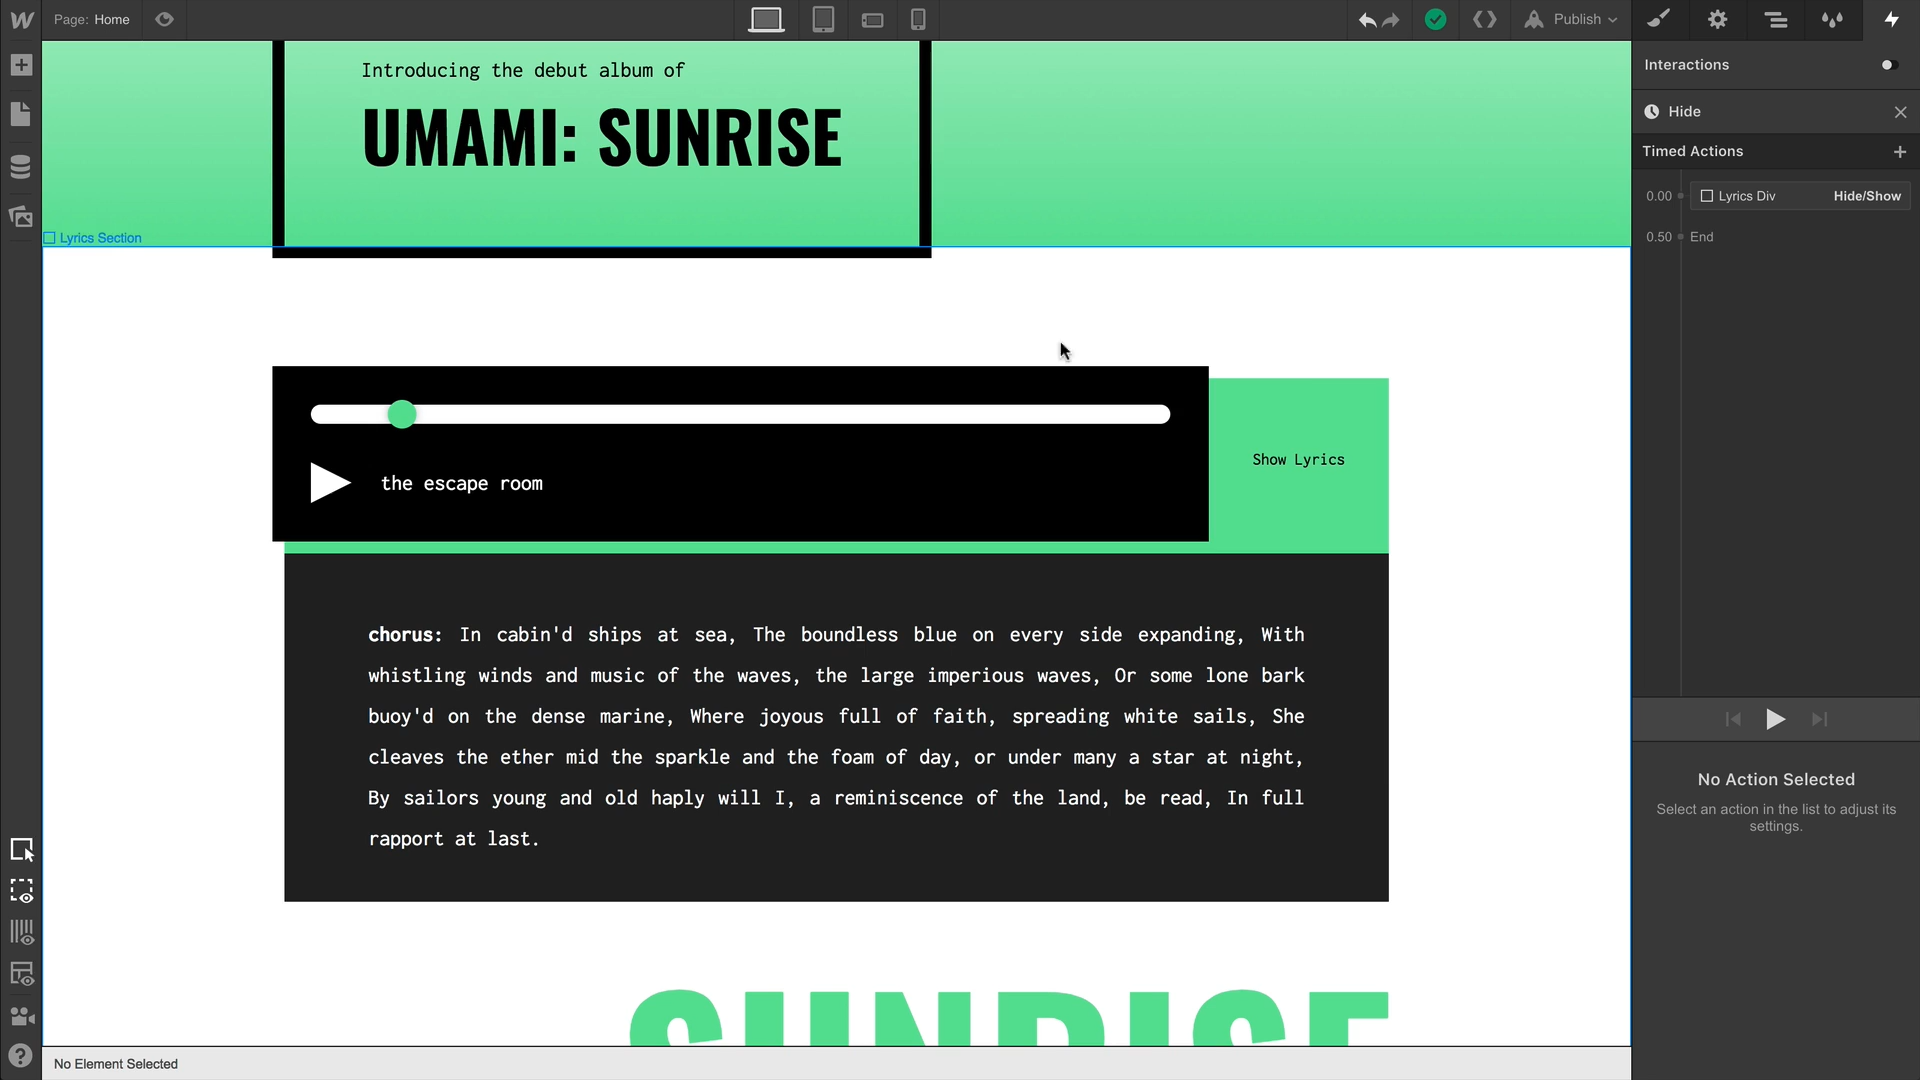 Page: Home
Publish
Introducing the debut album of
UMAMI: SUNRISE
Lyrics Section
Show Lyrics
the escape room
chorus: In cabin'd ships at sea, The boundless blue on every side expanding, With
whistling winds and music of the waves, the large imperious waves, Or some lone bark
buoy'd on the dense marine, Where joyous full of faith, spreading white sails, She
cleaves the ether mid the sparkle and the foam of day, or under many a star at night,
By sailors young and old haply will I, a reminiscence of the land, be read, In full
rapport at last.
SUNRISE
No Element Selected
Interactions
Hide
Timed Actions
0.00 Lyrics Div Hide/Show
0.50 End
No Action Selected
Select an action in the list to adjust its
settings.